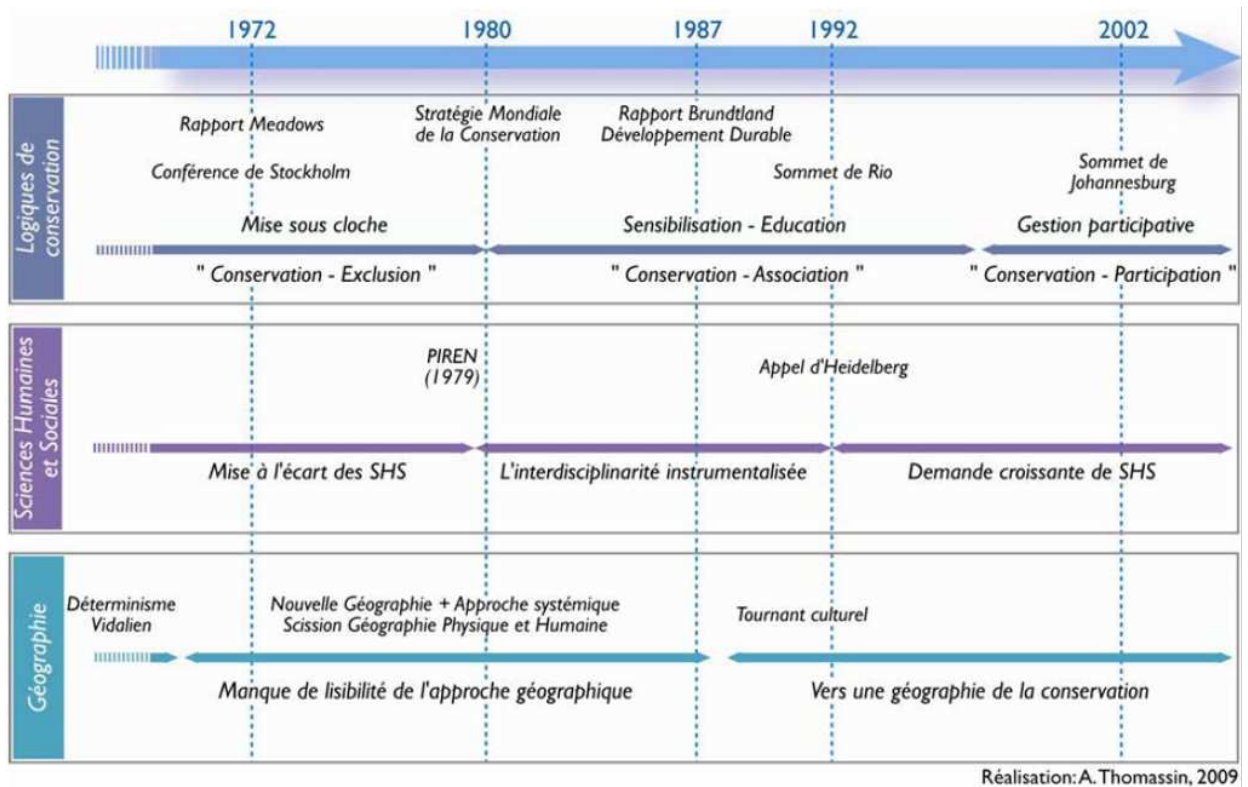 1972
1980
1987
1992
2002
Logiques de
conservation
Rapport Meadows
Conférence de Stockholm
Stratégie Mondiale
de la Conservation
Rapport Brundtland
Développement Durable
Sommet de Rio
Sommet de
Johannesburg
Mise sous cloche
Sensibilisation - Education
Gestion participative
" Conservation - Exclusion "
" Conservation - Association "
" Conservation - Participation "
Sciences Humaines
et Sociales
PIREN
(1979)
Appel d'Heidelberg
Mise à l'écart des SHS
L'interdisciplinarité instrumentalisée
Demande croissante de SHS
Géographie
Déterminisme
Vidalien
Nouvelle Géographie + Approche systémique
Scission Géographie Physique et Humaine
Tournant culturel
Manque de lisibilité de l'approche géographique
Vers une géographie de la conservation
Réalisation: A. Thomassin, 2009